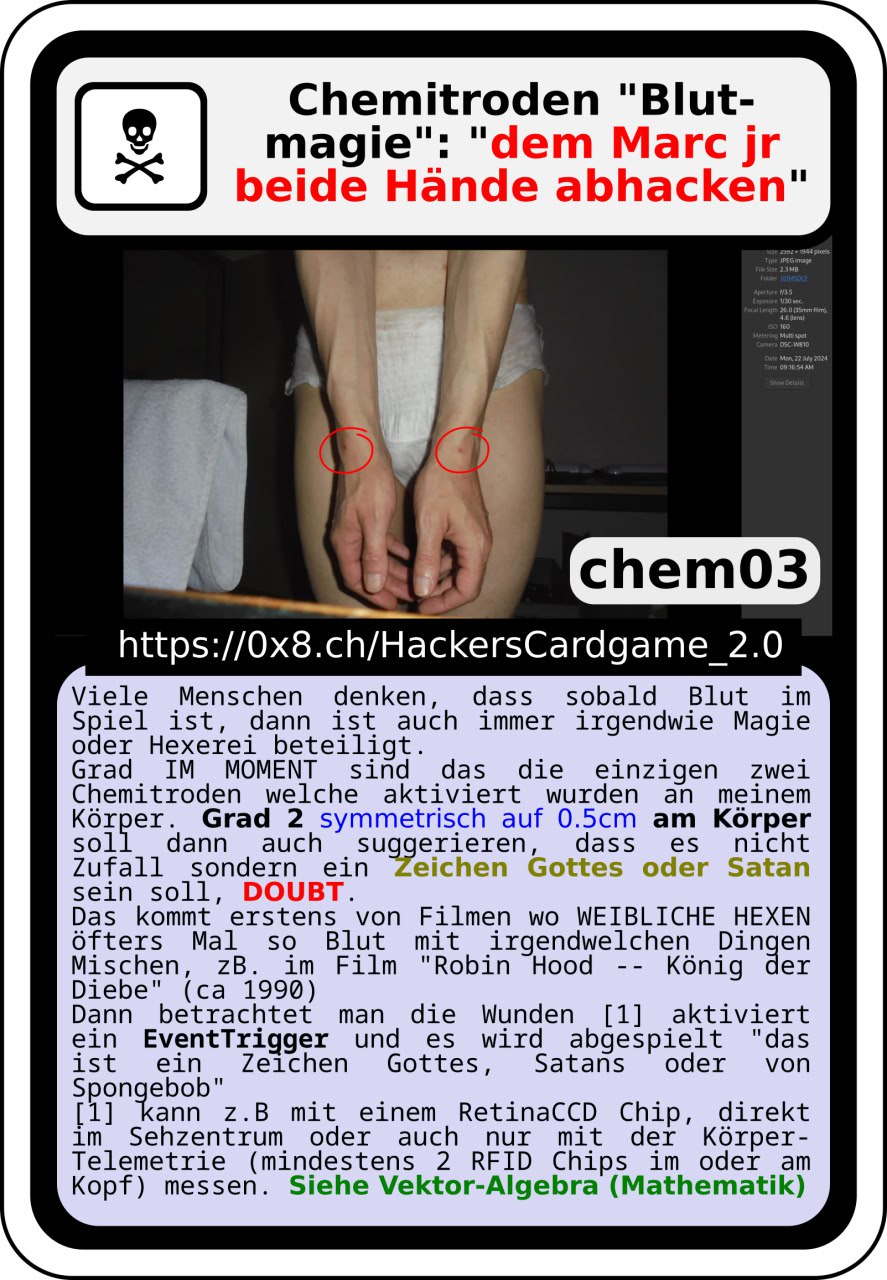 Chemitroden "Blut-
magie": "dem Marc jr
beide Hände abhacken"
Size 2592 × 1944 pixels
Type JPEG image
File Size 2.3 MB
Folder 101MSDCF
Aperture f/3.5
Exposure 1/30 sec.
Focal Length 26.0 (35mm film),
4.6 (lens)
ISO 160
Metering Multi spot
Camera DSC-W810
Date Mon, 22 July 2024
Time 09:16:54 AM
Show Details
chem03
https://0x8.ch/HackersCardgame_2.0
Viele Menschen denken, dass sobald Blut im
Spiel ist, dann ist auch immer irgendwie Magie
oder Hexerei beteiligt.
Grad IM MOMENT sind das die einzigen zwei
Chemitroden welche aktiviert wurden an meinem
Körper. Grad 2 symmetrisch auf 0.5cm am Körper
soll dann auch suggerieren, dass es nicht
Zufall sondern ein Zeichen Gottes oder Satan
sein soll, DOUBT.
Das kommt erstens von Filmen wo WEIBLICHE HEXEN
öfters Mal so Blut mit irgendwelchen Dingen
Mischen, zB. im Film "Robin Hood -- König der
Diebe" (ca 1990)
Dann betrachtet man die Wunden [1] aktiviert
ein EventTrigger und es wird abgespielt "das
ist ein Zeichen Gottes, Satans oder von
Spongebob"
[1] kann z.B mit einem RetinaCCD Chip, direkt
im Sehzentrum oder auch nur mit der Körper-
Telemetrie (mindestens 2 RFID Chips im oder am
Kopf) messen. Siehe Vektor-Algebra (Mathematik)